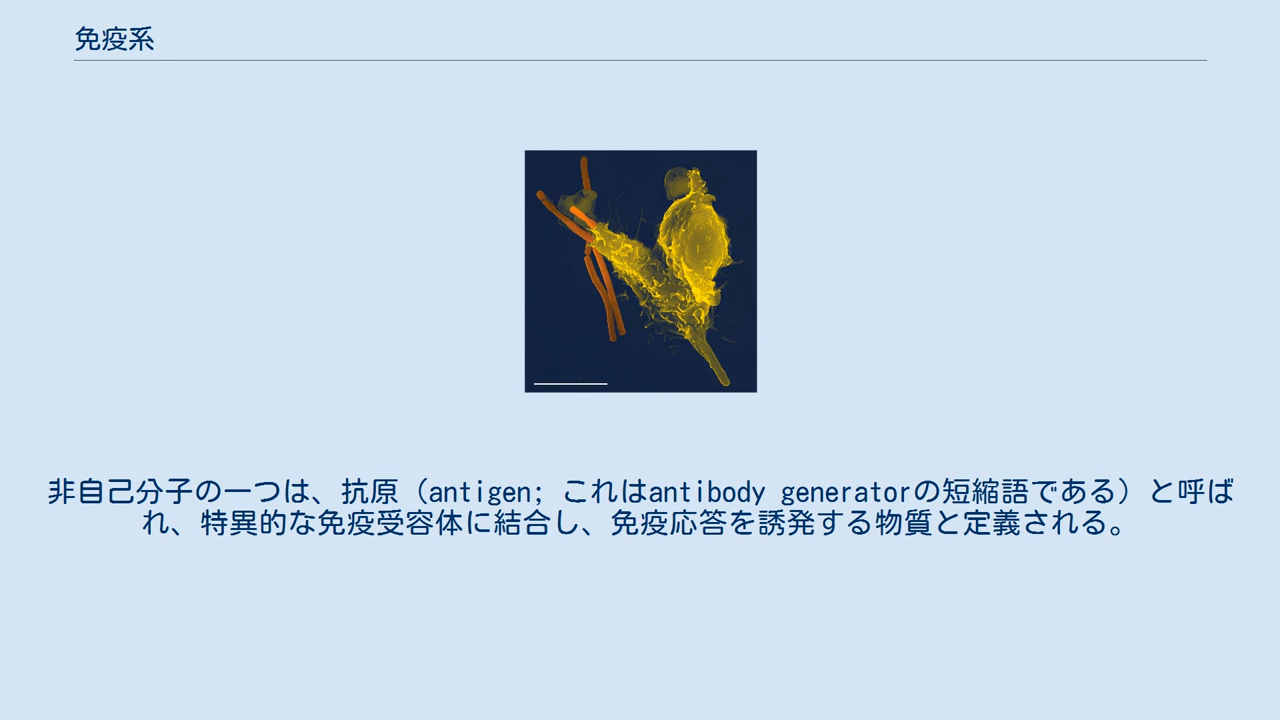 免疫系
非自己分子の一つは、抗原（antigen; これはantibody generatorの短縮語である）と呼ば
れ、特異的な免疫受容体に結合し、免疫応答を誘発する物質と定義される。